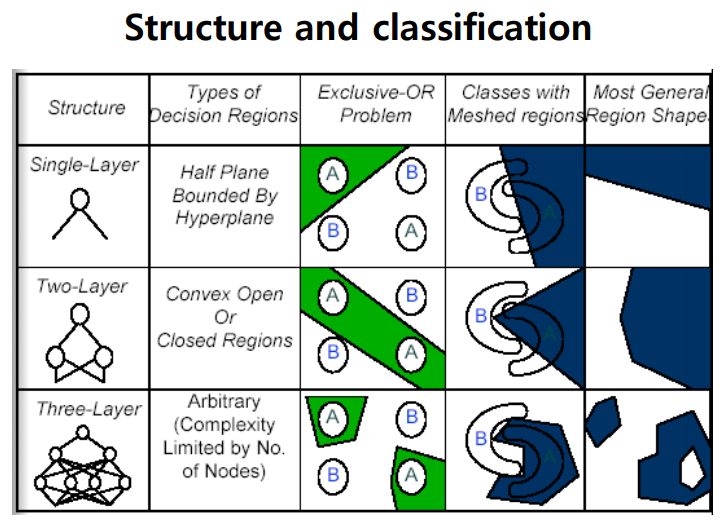 Structure and classification
Structure
Types of
Decision Regions
Exclusive-OR
Problem
Classes with
Meshed regions
Most General
Region Shape
Single-Layer
Half Plane
Bounded By
Hyperplane
A
B
B
A
B
A
Two-Layer
Convex Open
Or
Closed Regions
A
B
B
A
B
A
Three-Layer
Arbitrary
(Complexity
Limited by No.
of Nodes)
A
B
B
A
B
A